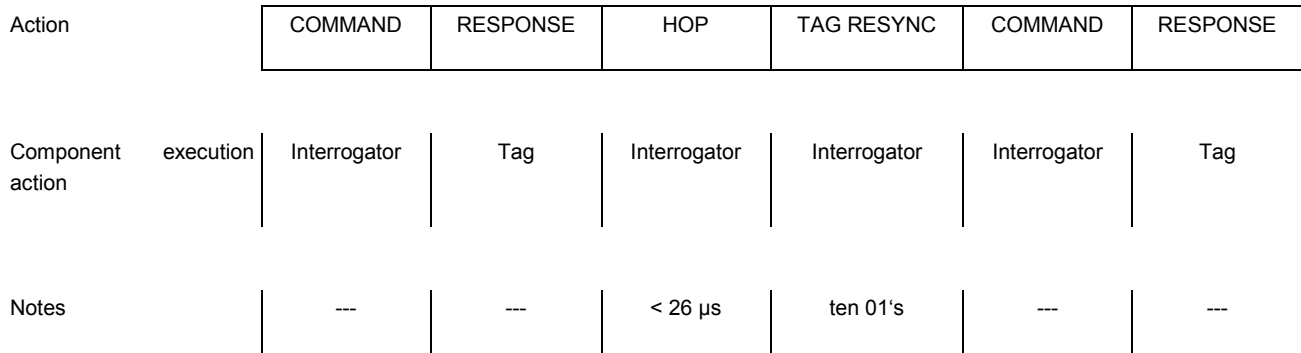 Action COMMAND RESPONSE HOP TAG RESYNC COMMAND RESPONSE
Component execution Interrogator Tag Interrogator Interrogator Interrogator Tag
action
Notes --- --- < 26 µs ten 01‘s --- ---